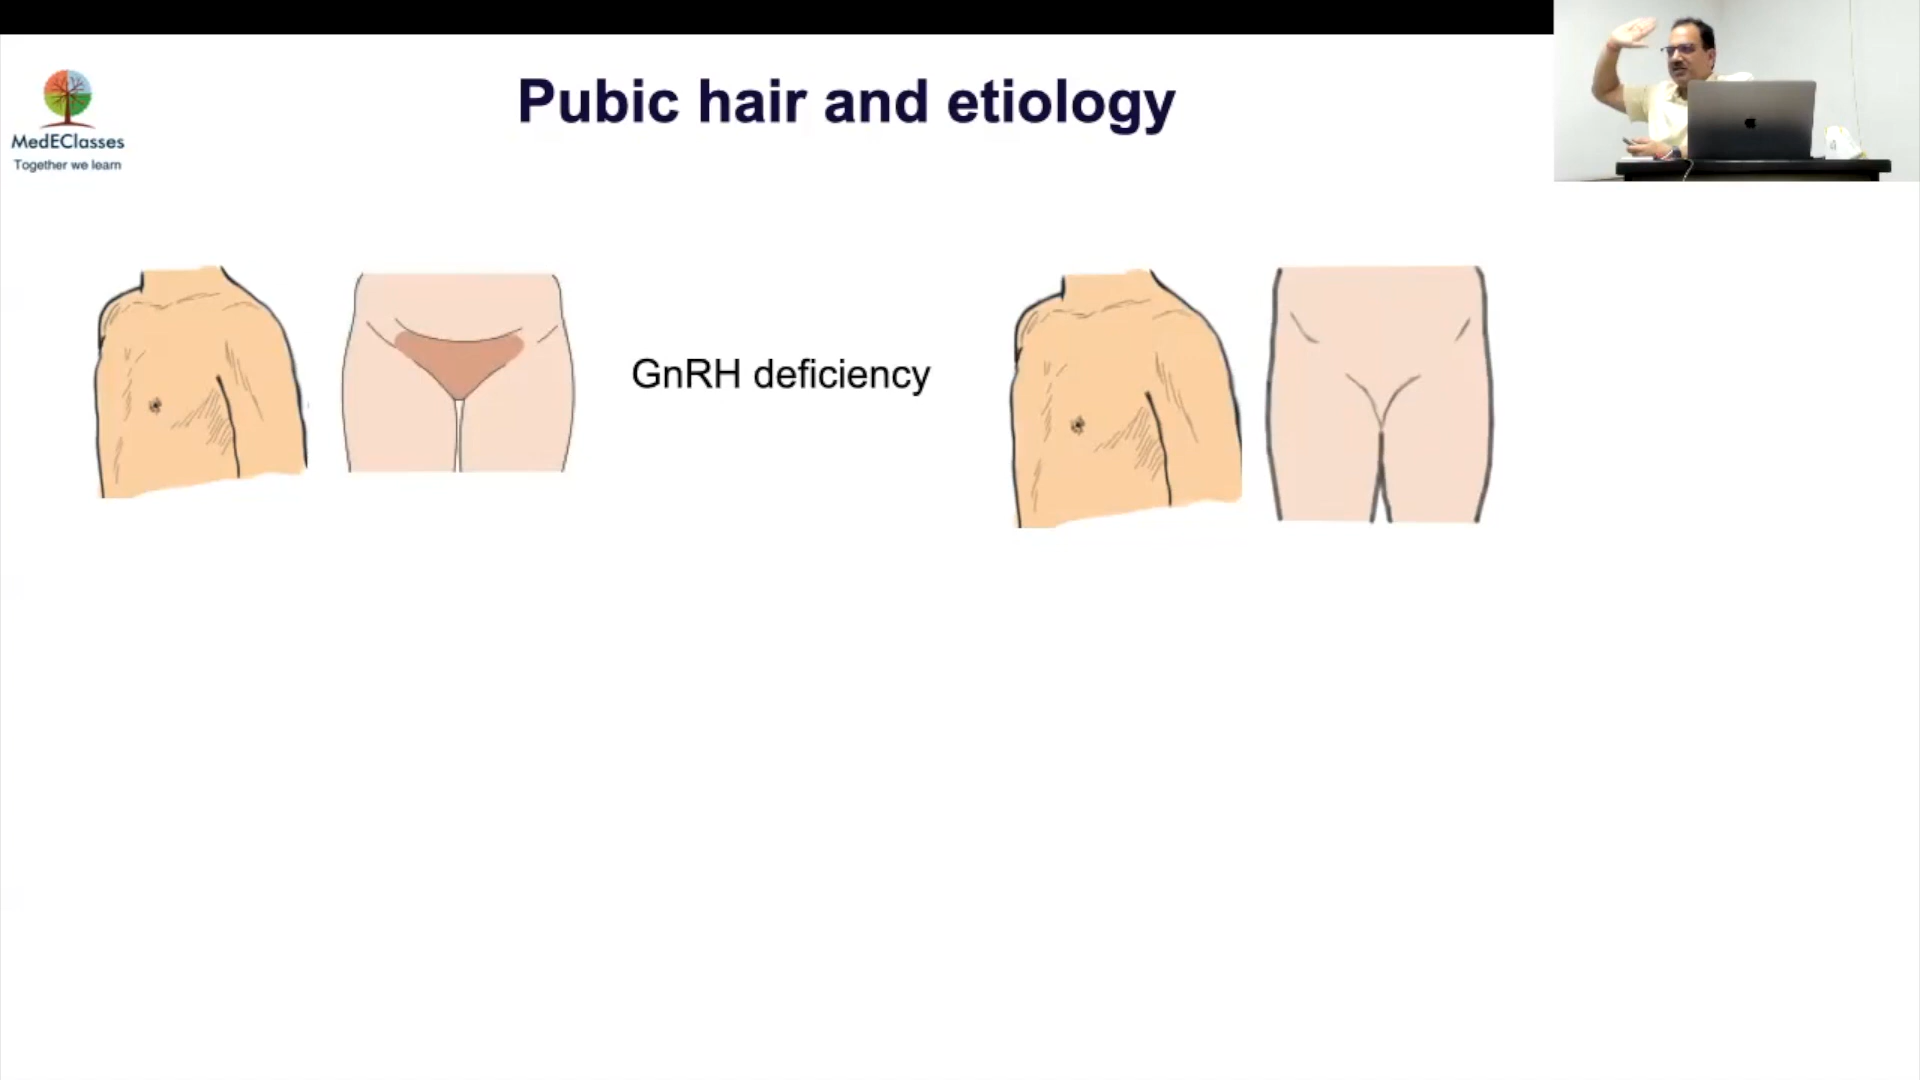 MedEClasses
Together we learn
Pubic hair and etiology
GnRH deficiency